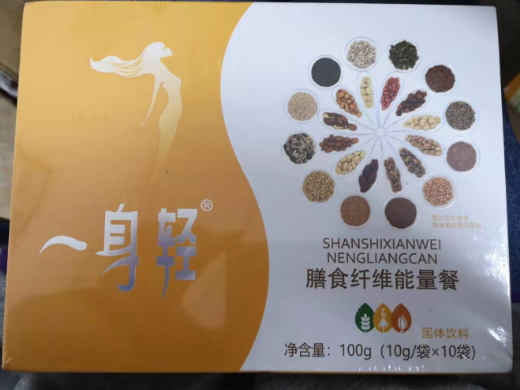 一身轻®
SHANSHIXIANWEI
NENGLIANGCAN
膳食纤维能量餐
固体饮料
净含量：100g（10g/袋×10袋）